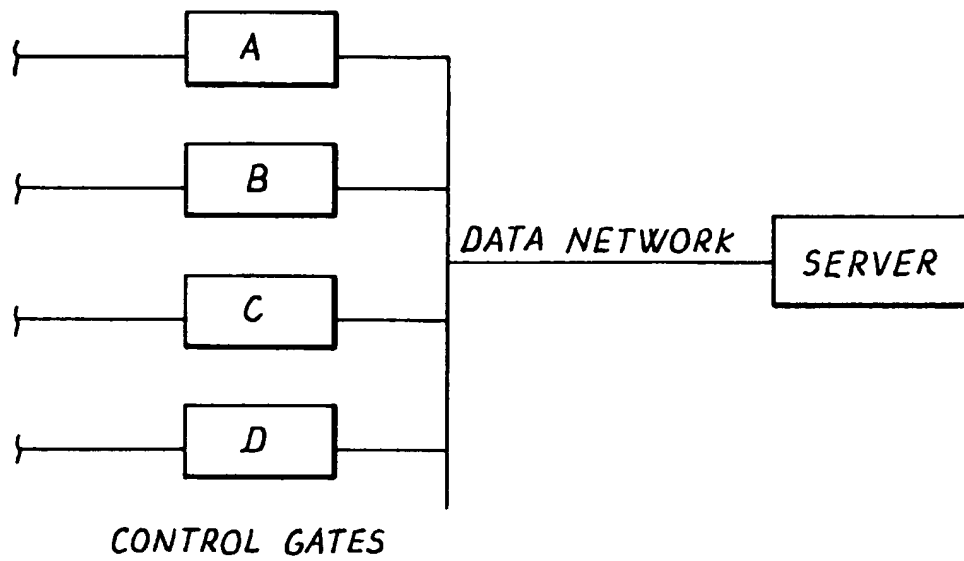 A
B
DATA NETWORK
SERVER
C
D
CONTROL GATES